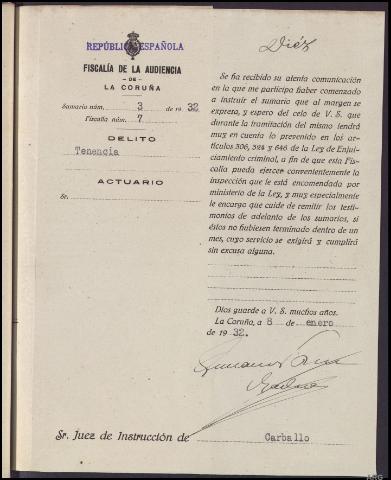 Diéz
REPÚBLICA ESPAÑOLA
FISCALÍA DE LA AUDIENCIA
- DE -
LA CORUÑA
Sumario núm. 3 de 1932
Fiscalía núm. 7
DELITO
Tenencia
ACTUARIO
Sr.
Se ha recibido su atenta comunicación
en la que me participa haber comenzado
a instruir el sumario que al margen se
expresa, y espero del celo de V. S. que
durante la tramitación del mismo tendrá
muy en cuenta lo prevenido en los ar-
tículos 306, 324 y 646 de la Ley de Enjui-
ciamiento criminal, a fin de que esta Fis-
calía pueda ejercer convenientemente la
inspección que le está encomendada por
ministerio de la Ley, y muy especialmente
le encargo que cuide de remitir los testi-
monios de adelanto de los sumarios, si
éstos no hubiesen terminado dentro de un
mes, cuyo servicio se exigirá y cumplirá
sin excusa alguna.
Dios guarde a V. S. muchos años.
La Coruña, a 8 de enero
de 1932.
Sr. Juez de Instrucción de Carballo